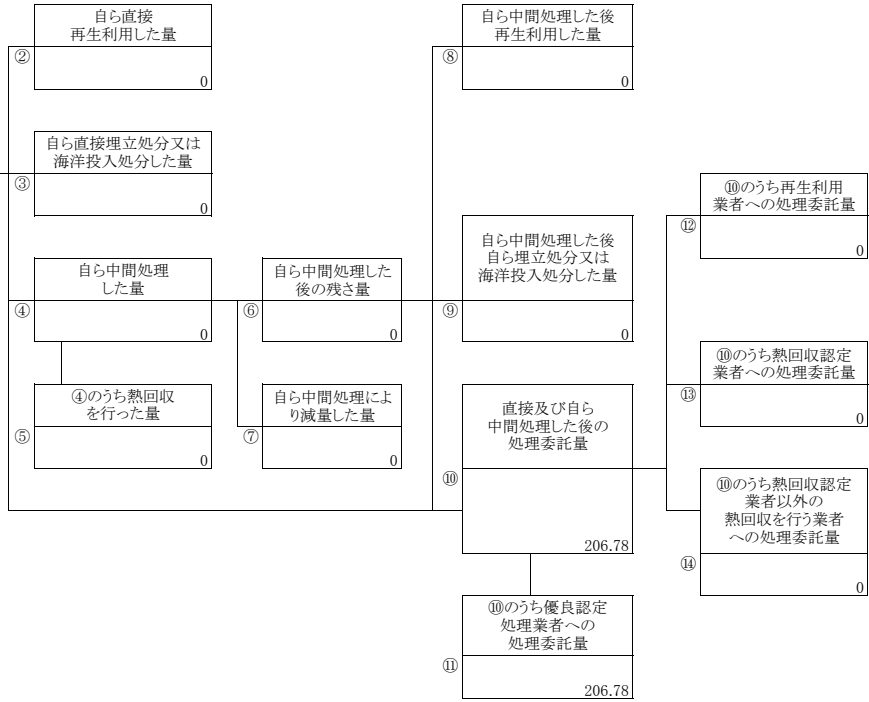 自ら直接
再生利用した量
②
0
自ら直接埋立処分又は
海洋投入処分した量
③
0
自ら中間処理
した量
④
0
④のうち熱回収
を行った量
⑤
0
自ら中間処理した
後の残さ量
⑥
0
自ら中間処理によ
り減量した量
⑦
0
自ら中間処理した後
再生利用した量
⑧
0
自ら中間処理した後
自ら埋立処分又は
海洋投入処分した量
⑨
0
直接及び自ら
中間処理した後の
処理委託量
⑩
206.78
⑩のうち優良認定
処理業者への
処理委託量
⑪
206.78
⑩のうち再生利用
業者への処理委託量
⑫
0
⑩のうち熱回収認定
業者への処理委託量
⑬
0
⑩のうち熱回収認定
業者以外の
熱回収を行う業者
への処理委託量
⑭
0